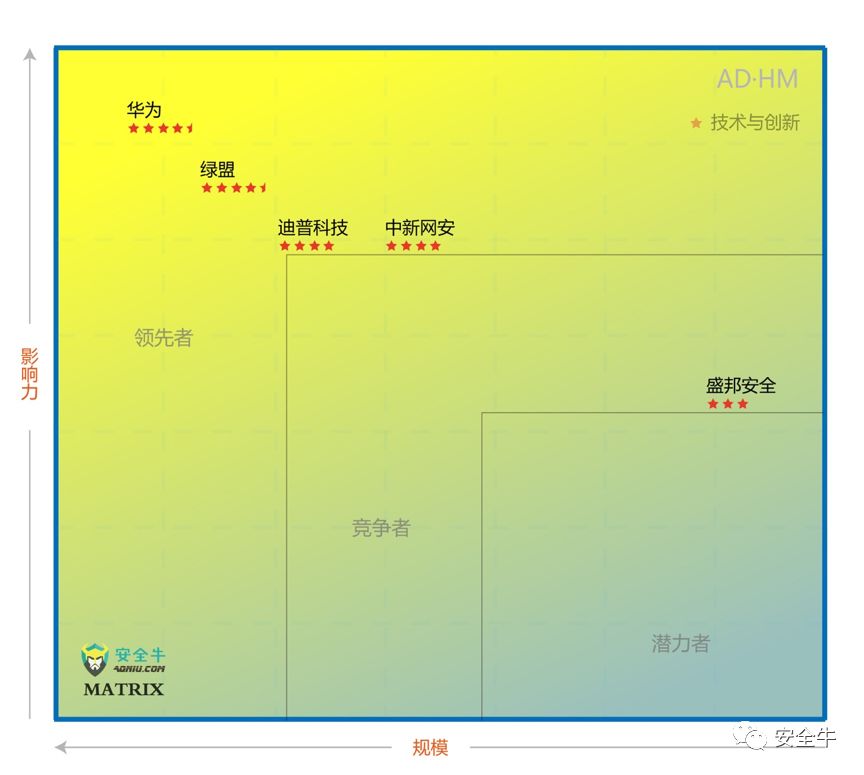 AD·HM
★ 技术与创新
华为
★★★★
绿盟
★★★★
迪普科技
★★★★
中新网安
★★★★
领先者
影响力
盛邦安全
★★★
竞争者
潜力者
安全牛
AQNIU.COM
MATRIX
规模
安全牛